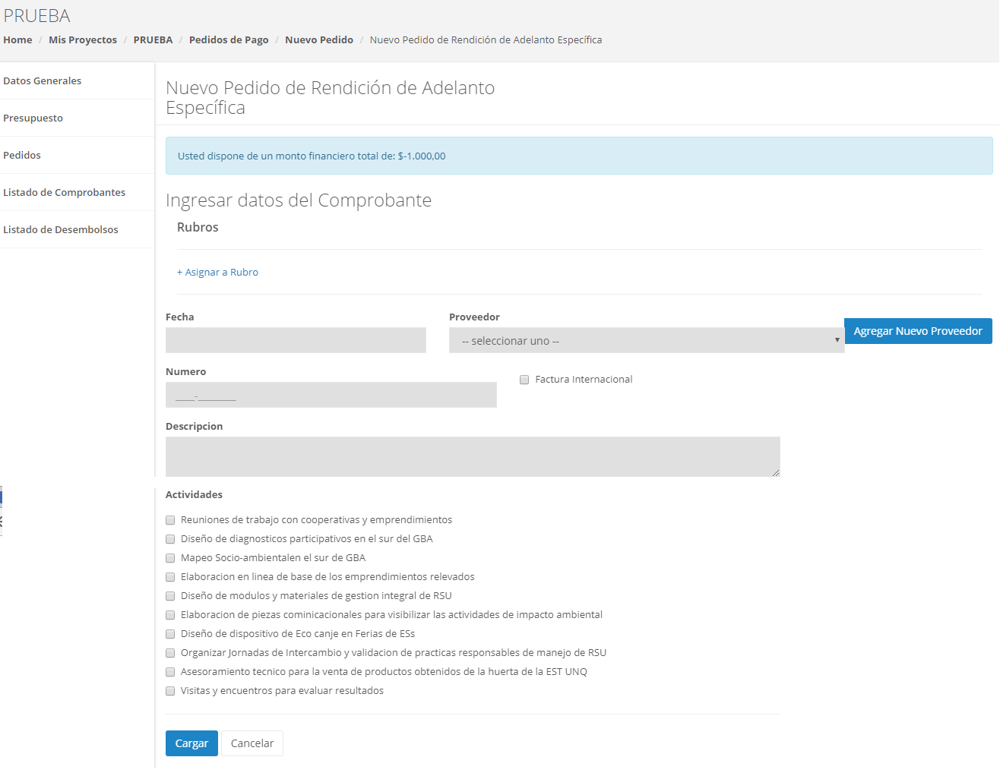 PRUEBA
Home / Mis Proyectos / PRUEBA / Pedidos de Pago / Nuevo Pedido / Nuevo Pedido de Rendición de Adelanto Específica
Datos Generales
Presupuesto
Pedidos
Listado de Comprobantes
Listado de Desembolsos
Nuevo Pedido de Rendición de Adelanto
Específica
Usted dispone de un monto financiero total de: $-1.000,00
Ingresar datos del Comprobante
Rubros
+ Asignar a Rubro
Fecha
Proveedor
-- seleccionar uno --
Agregar Nuevo Proveedor
Numero
____-________
Factura Internacional
Descripcion
Actividades
Reuniones de trabajo con cooperativas y emprendimientos
Diseño de diagnosticos participativos en el sur del GBA
Mapeo Socio-ambientalen el sur de GBA
Elaboracion en linea de base de los emprendimientos relevados
Diseño de modulos y materiales de gestion integral de RSU
Elaboracion de piezas cominicacionales para visibilizar las actividades de impacto ambiental
Diseño de dispositivo de Eco canje en Ferias de ESs
Organizar Jornadas de Intercambio y validacion de practicas responsables de manejo de RSU
Asesoramiento tecnico para la venta de productos obtenidos de la huerta de la EST UNQ
Visitas y encuentros para evaluar resultados
Cargar
Cancelar